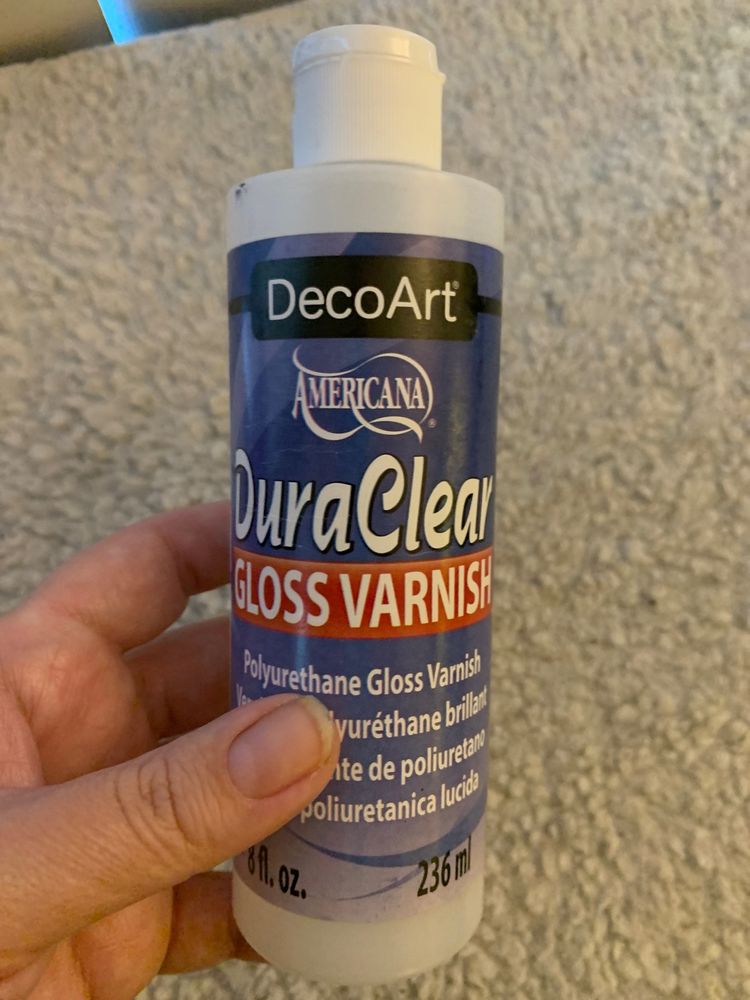 DecoArt®
AMERICANA®
DuraClear
GLOSS VARNISH
Polyurethane Gloss Varnish
brillant
de poliuretano
poliuretanica lucida
8 fl. oz.
236 ml